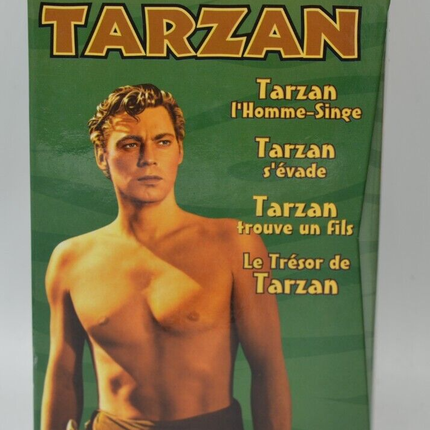 TARZAN
Tarzan
l'Homme-Singe
Tarzan
s'évade
Tarzan
trouve un fils
Le Trésor de
Tarzan